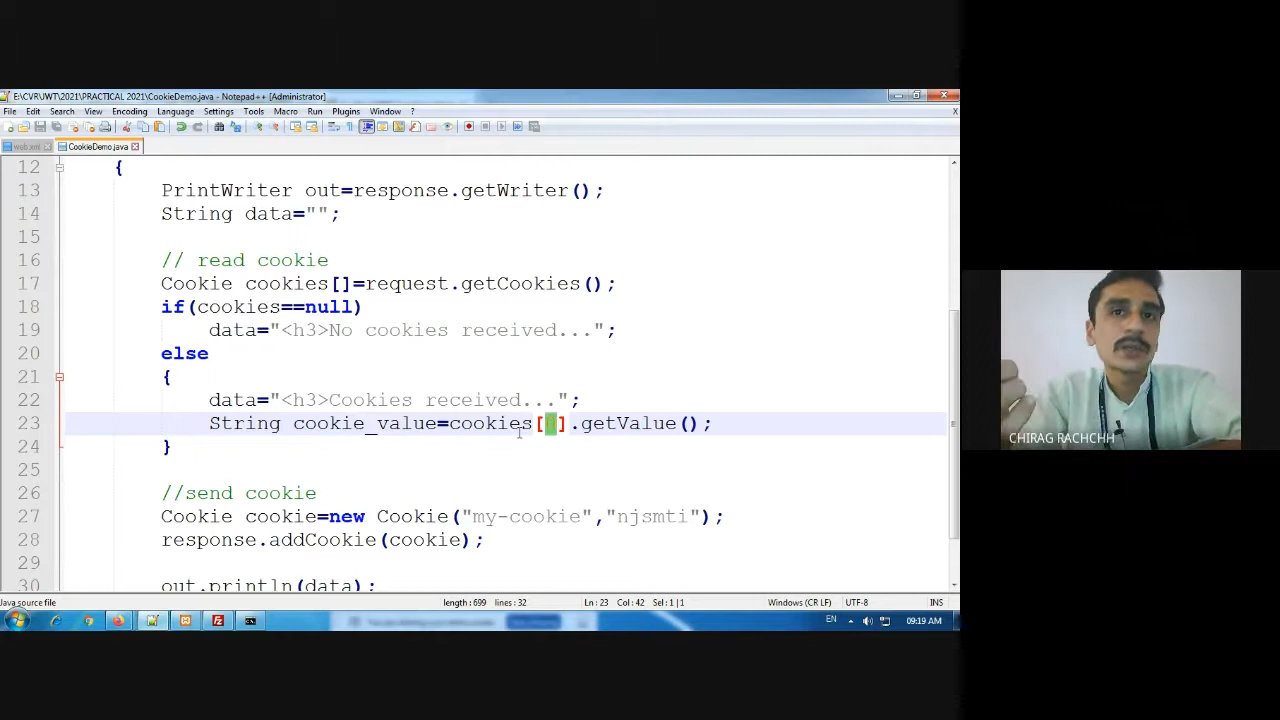 E:\CVR\IWT\2021\PRACTICAL 2021\CookieDemo.java - Notepad++ [Administrator]
File Edit Search View Encoding Language Settings Tools Macro Run Plugins Window ? X
web.xml CookieDemo.java
12 {
13 PrintWriter out=response.getWriter();
14 String data="";
15
16 // read cookie
17 Cookie cookies[]=request.getCookies();
18 if(cookies==null)
19 data="<h3>No cookies received...";
20 else
21 {
22 data="<h3>Cookies received...";
23 String cookie_value=cookies[0].getValue();
24 }
25
26 //send cookie
27 Cookie cookie=new Cookie("my-cookie","njsmti");
28 response.addCookie(cookie);
29
30 out.println(data);
Java source file length : 699 lines : 32 Ln : 23 Col : 42 Sel : 1 | 1 Windows (CR LF) UTF-8 INS
EN 09:19 AM
CHIRAG RACHCHH